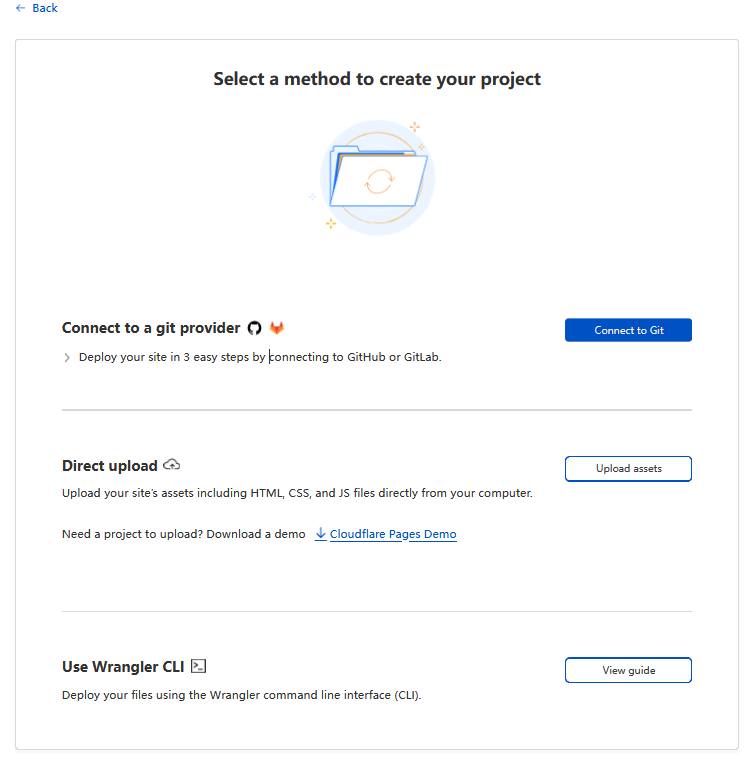 ← Back
Select a method to create your project
Connect to a git provider
Connect to Git
Deploy your site in 3 easy steps by connecting to GitHub or GitLab.
Direct upload
Upload assets
Upload your site's assets including HTML, CSS, and JS files directly from your computer.
Need a project to upload? Download a demo Cloudflare Pages Demo
Use Wrangler CLI
View guide
Deploy your files using the Wrangler command line interface (CLI).